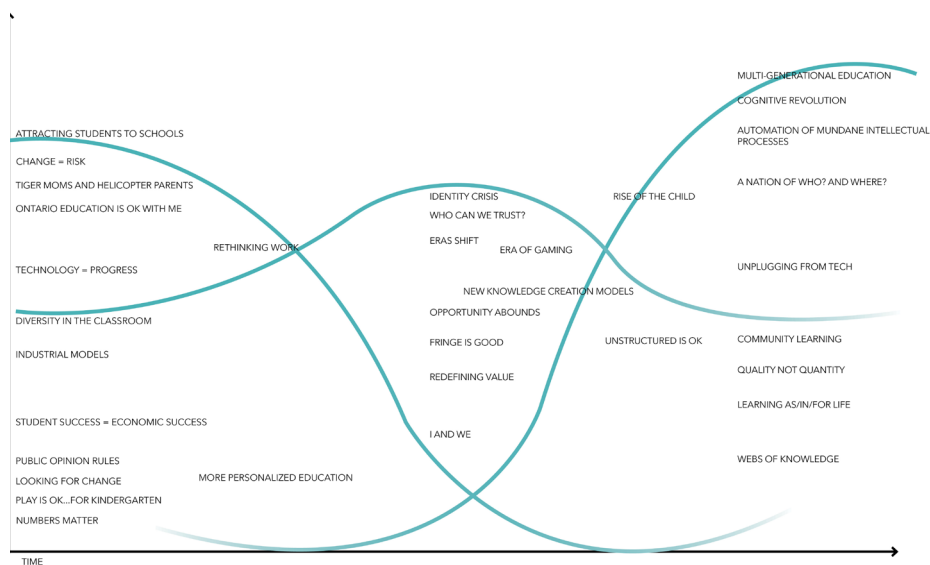 ATTRACTING STUDENTS TO SCHOOLS
CHANGE = RISK
TIGER MOMS AND HELICOPTER PARENTS
ONTARIO EDUCATION IS OK WITH ME
RETHINKING WORK
TECHNOLOGY = PROGRESS
DIVERSITY IN THE CLASSROOM
INDUSTRIAL MODELS
STUDENT SUCCESS = ECONOMIC SUCCESS
PUBLIC OPINION RULES
LOOKING FOR CHANGE
MORE PERSONALIZED EDUCATION
PLAY IS OK...FOR KINDERGARTEN
NUMBERS MATTER
IDENTITY CRISIS
WHO CAN WE TRUST?
ERAS SHIFT
ERA OF GAMING
NEW KNOWLEDGE CREATION MODELS
OPPORTUNITY ABOUNDS
FRINGE IS GOOD
REDEFINING VALUE
I AND WE
RISE OF THE CHILD
UNSTRUCTURED IS OK
MULTI-GENERATIONAL EDUCATION
COGNITIVE REVOLUTION
AUTOMATION OF MUNDANE INTELLECTUAL
PROCESSES
A NATION OF WHO? AND WHERE?
UNPLUGGING FROM TECH
COMMUNITY LEARNING
QUALITY NOT QUANTITY
LEARNING AS/IN/FOR LIFE
WEBS OF KNOWLEDGE
TIME